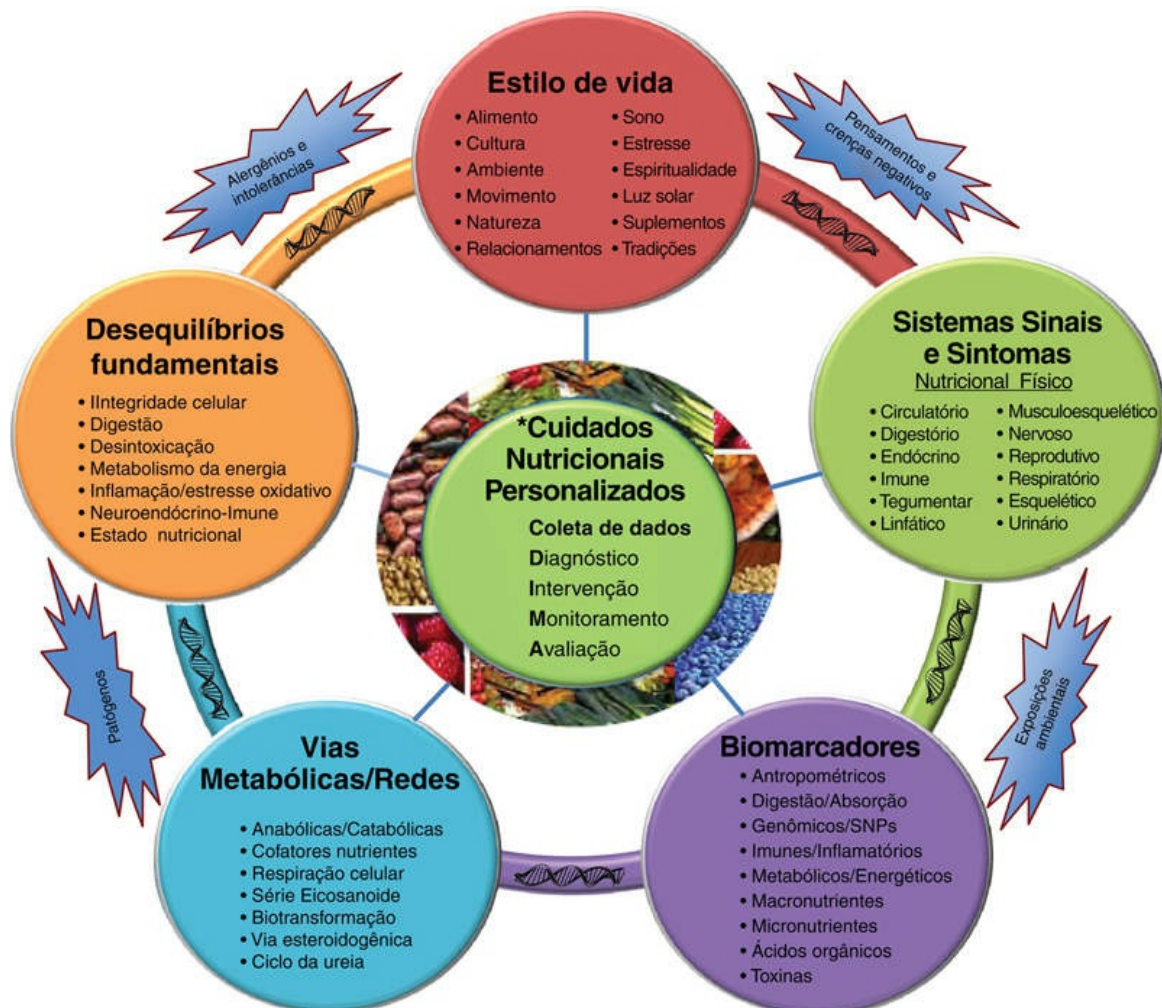 Estilo de vida
• Alimento
• Cultura
• Ambiente
• Movimento
• Natureza
• Relacionamentos
• Sono
• Estresse
• Espiritualidade
• Luz solar
• Suplementos
• Tradições
Alergênios e
intolerâncias
Pensamentos e
crenças negativos
Desequilíbrios
fundamentais
• IIntegridade celular
• Digestão
• Desintoxicação
• Metabolismo da energia
• Inflamação/estresse oxidativo
• Neuroendócrino-Imune
• Estado nutricional
*Cuidados
Nutricionais
Personalizados
Coleta de dados
Diagnóstico
Intervenção
Monitoramento
Avaliação
Sistemas Sinais
e Sintomas
Nutricional Físico
• Circulatório
• Digestório
• Endócrino
• Imune
• Tegumentar
• Linfático
• Musculoesquelético
• Nervoso
• Reprodutivo
• Respiratório
• Esquelético
• Urinário
Patógenos
Exposições
ambientais
Vias
Metabólicas/Redes
• Anabólicas/Catabólicas
• Cofatores nutrientes
• Respiração celular
• Série Eicosanoide
• Biotransformação
• Via esteroidogênica
• Ciclo da ureia
Biomarcadores
• Antropométricos
• Digestão/Absorção
• Genômicos/SNPs
• Imunes/Inflamatórios
• Metabólicos/Energéticos
• Macronutrientes
• Micronutrientes
• Ácidos orgânicos
• Toxinas